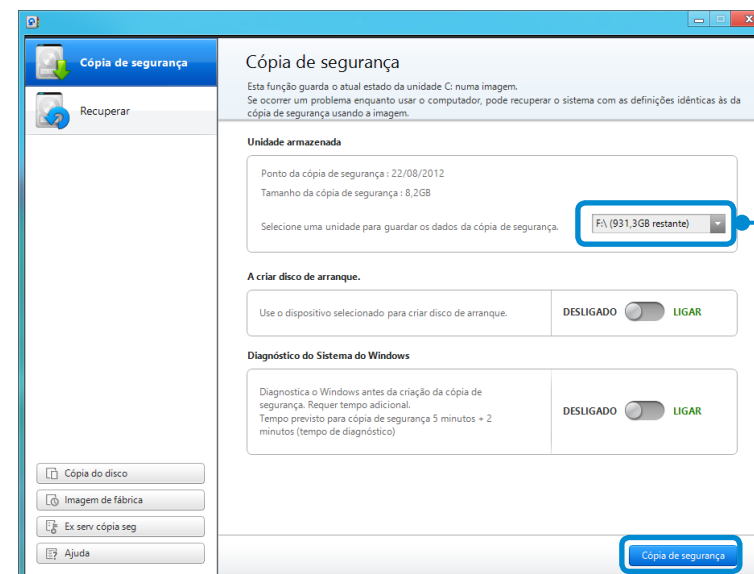 Cópia de segurança
Recuperar
Cópia de segurança
Esta função guarda o atual estado da unidade C: numa imagem.
Se ocorrer um problema enquanto usar o computador, pode recuperar o sistema com as definições idênticas às da
cópia de segurança usando a imagem.
Unidade armazenada
Ponto da cópia de segurança : 22/08/2012
Tamanho da cópia de segurança : 8,2GB
Selecione uma unidade para guardar os dados da cópia de segurança.
F:\ (931,3GB restante)
A criar disco de arranque.
Use o dispositivo selecionado para criar disco de arranque.
DESLIGADO LIGAR
Diagnóstico do Sistema do Windows
Diagnostica o Windows antes da criação da cópia de
segurança. Requer tempo adicional.
Tempo previsto para cópia de segurança 5 minutos + 2
minutos (tempo de diagnóstico)
DESLIGADO LIGAR
Cópia do disco
Imagem de fábrica
Ex serv cópia seg
Ajuda
Cópia de segurança